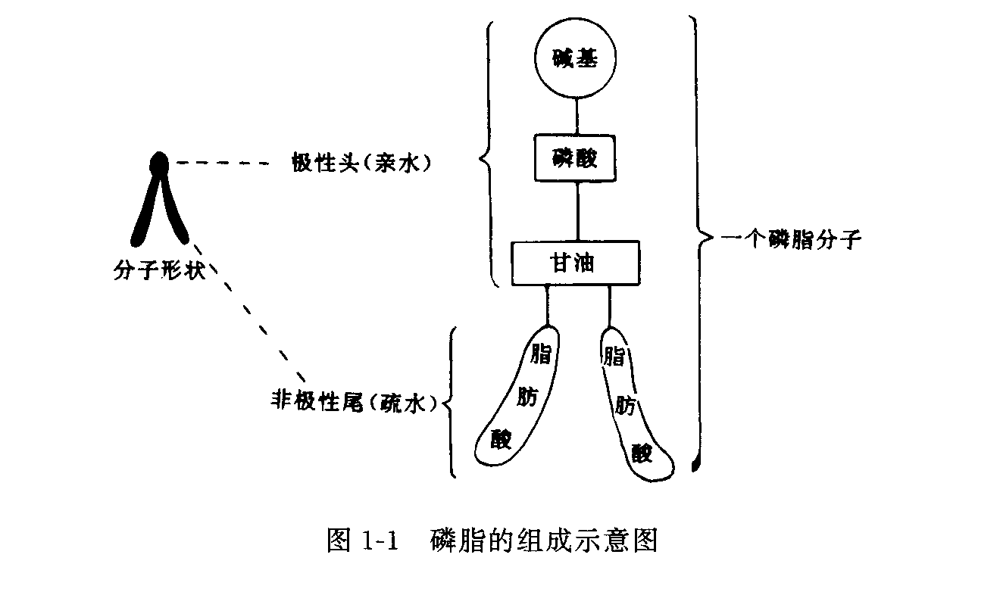 碱基
磷酸
极性头(亲水)
一个磷脂分子
甘油
分子形状
脂肪酸
脂肪酸
非极性尾(疏水)
图 1-1 磷脂的组成示意图